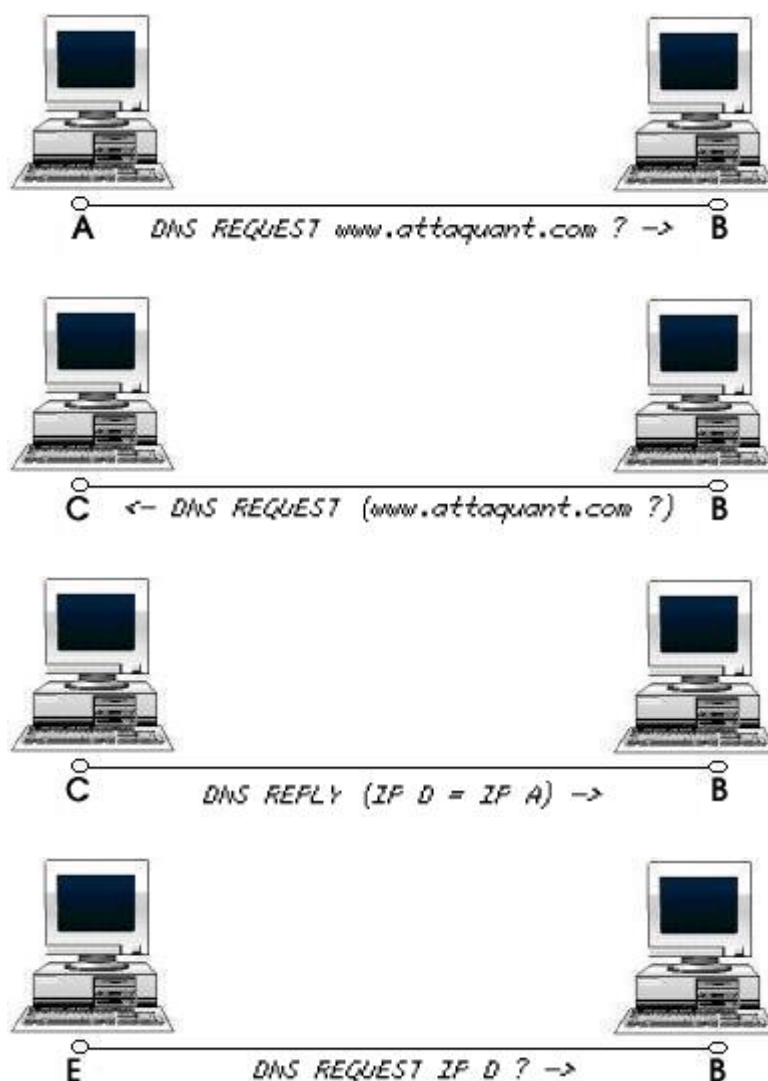 A DNS REQUEST www.attaquant.com ? -> B
C <- DNS REQUEST (www.attaquant.com ?) B
C DNS REPLY (IP D = IP A) -> B
E DNS REQUEST IP D ? -> B